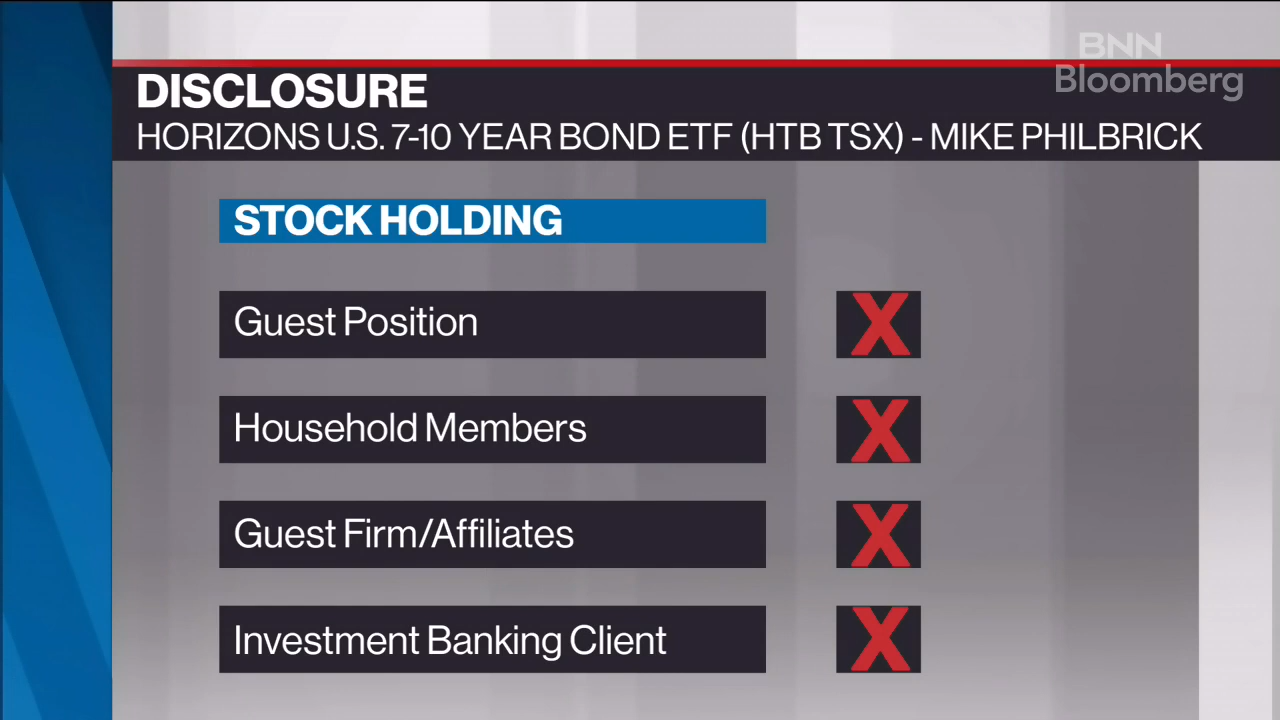 BNN
Bloomberg
DISCLOSURE
HORIZONS U.S. 7-10 YEAR BOND ETF (HTB TSX) - MIKE PHILBRICK
STOCK HOLDING
Guest Position X
Household Members X
Guest Firm/Affiliates X
Investment Banking Client X